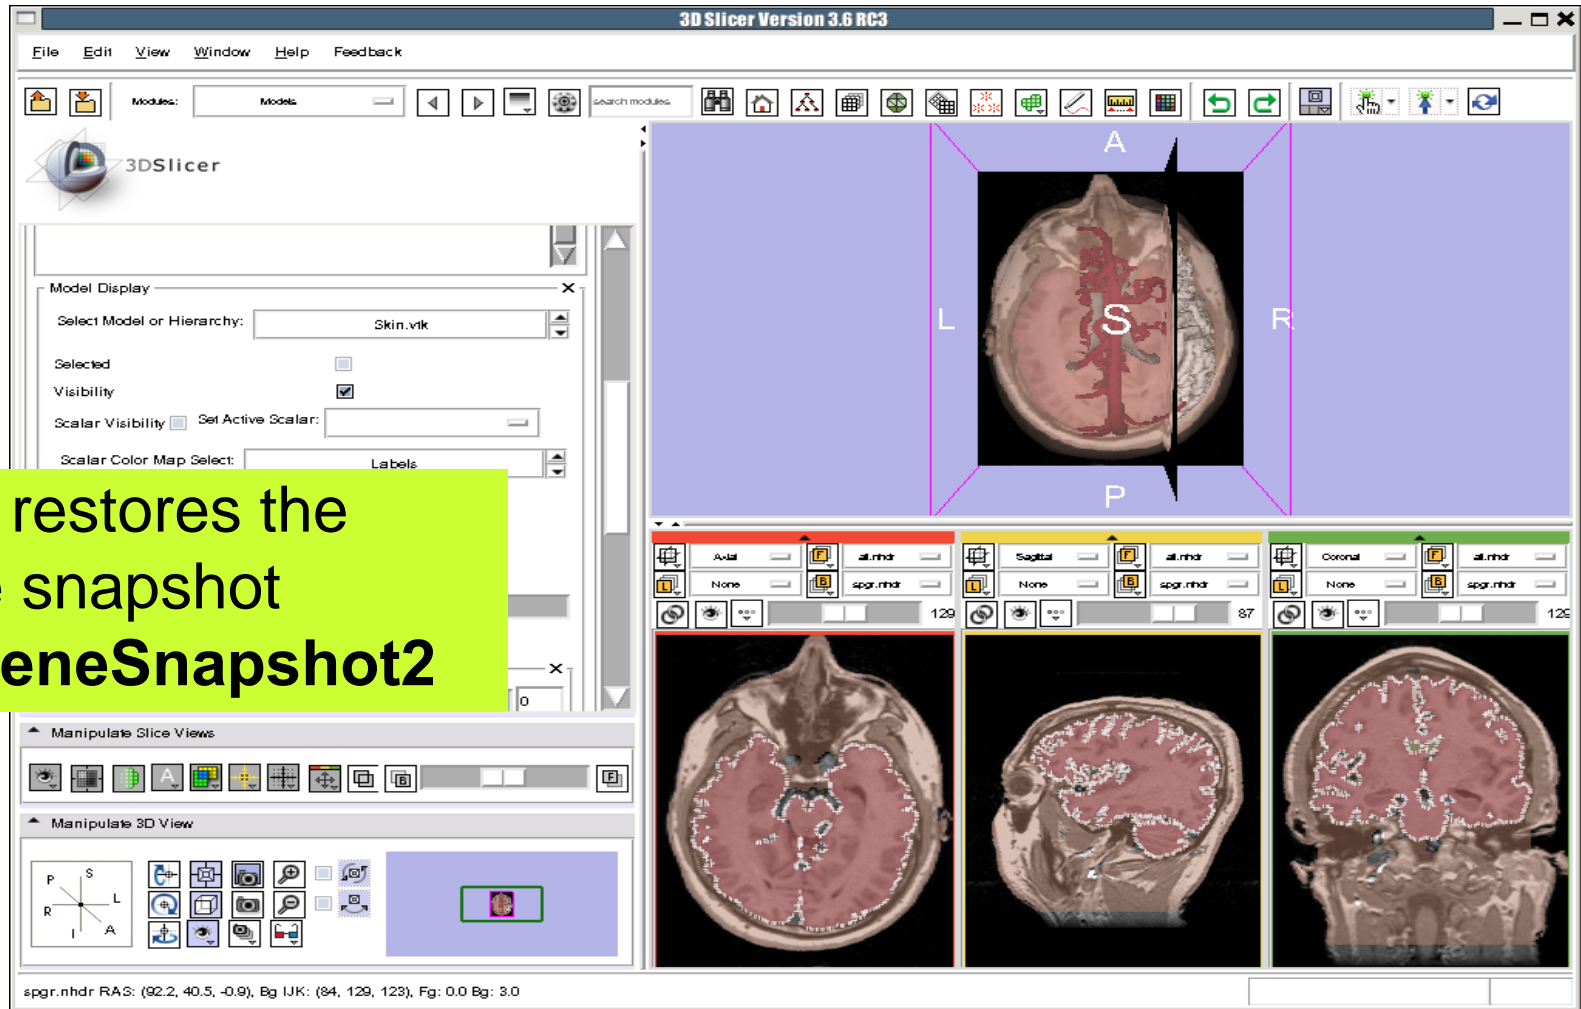 3D Slicer Version 3.6 RC3
File Edit View Window Help Feedback
Modules: Models search modules
3DSlicer
Model Display
Select Model or Hierarchy: Skin.vtk
Selected
Visibility
Scalar Visibility Set Active Scalar:
Scalar Color Map Select: Labels
restores the
snapshot
eneSnapshot2
0
Manipulate Slice Views
A
B
F
Manipulate 3D View
P S
R L
I A
A
L S R
P
Axial F all.nhdr
L None B spgr.nhdr
129
Sagittal F all.nhdr
L None B spgr.nhdr
87
Coronal F all.nhdr
L None B spgr.nhdr
129
spgr.nhdr RAS: (92.2, 40.5, -0.9), Bg IJK: (84, 129, 123), Fg: 0.0 Bg: 3.0